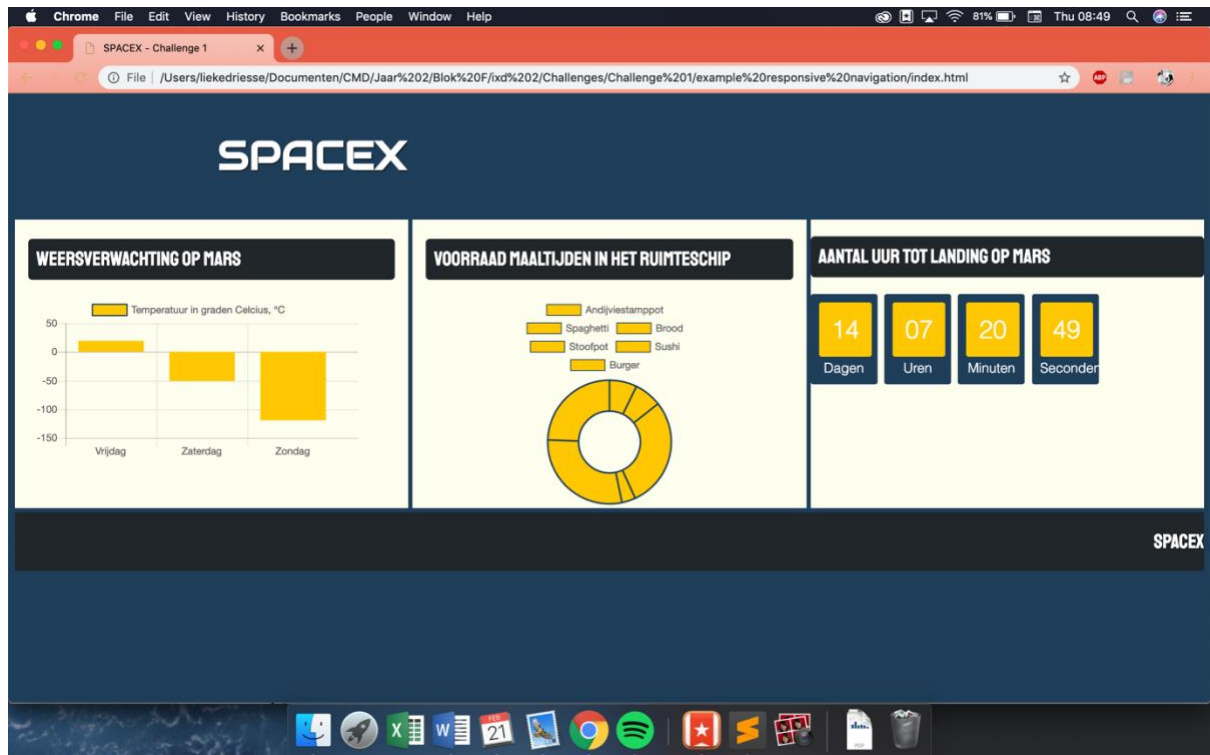 Chrome File Edit View History Bookmarks People Window Help 81% Thu 08:49
SPACEX - Challenge 1
File /Users/liekedriesse/Documenten/CMD/Jaar%202/Blok%20F/ixd%202/Challenges/Challenge%201/example%20responsive%20navigation/index.html ABP
SPACEX
WEERSVERWACHTING OP MARS
Temperatuur in graden Celcius, °C
50
0
-50
-100
-150
Vrijdag Zaterdag Zondag
VOORRAAD MAALTIJDEN IN HET RUIMTESCHIP
Andijviestamppot
Spaghetti Brood
Stoofpot Sushi
Burger
AANTAL UUR TOT LANDING OP MARS
14 07 20 49
Dagen Uren Minuten Seconden
SPACEX
FEB
21
PDF